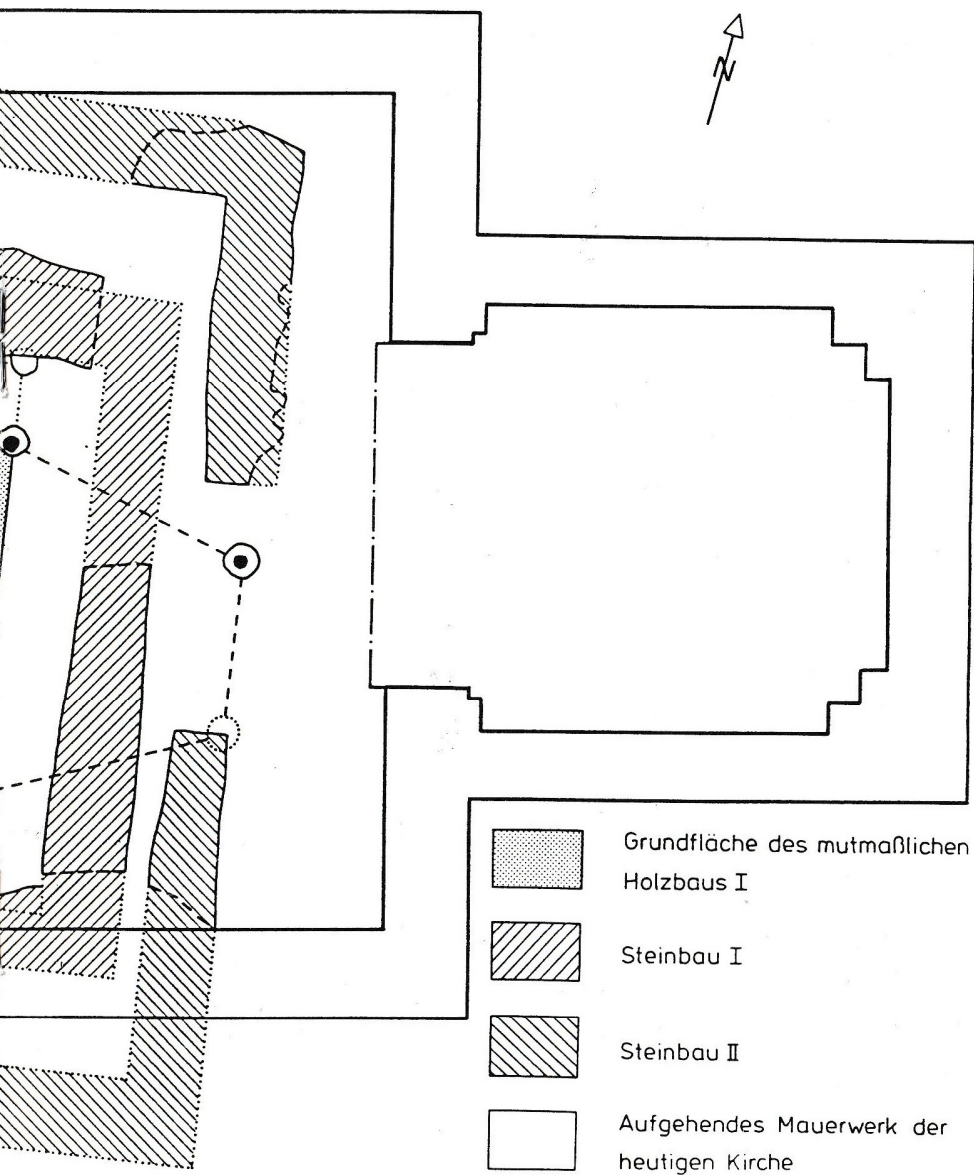 N
Grundfläche des mutmaßlichen
Holzbaus I
Steinbau I
Steinbau II
Aufgehendes Mauerwerk der
heutigen Kirche